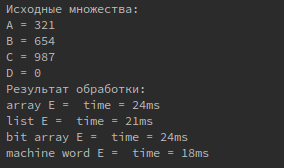 Исходные множества:
A = 321
B = 654
C = 987
D = 0
Результат обработки:
array E =  time = 24ms
list E =  time = 21ms
bit array E =  time = 24ms
machine word E =  time = 18ms